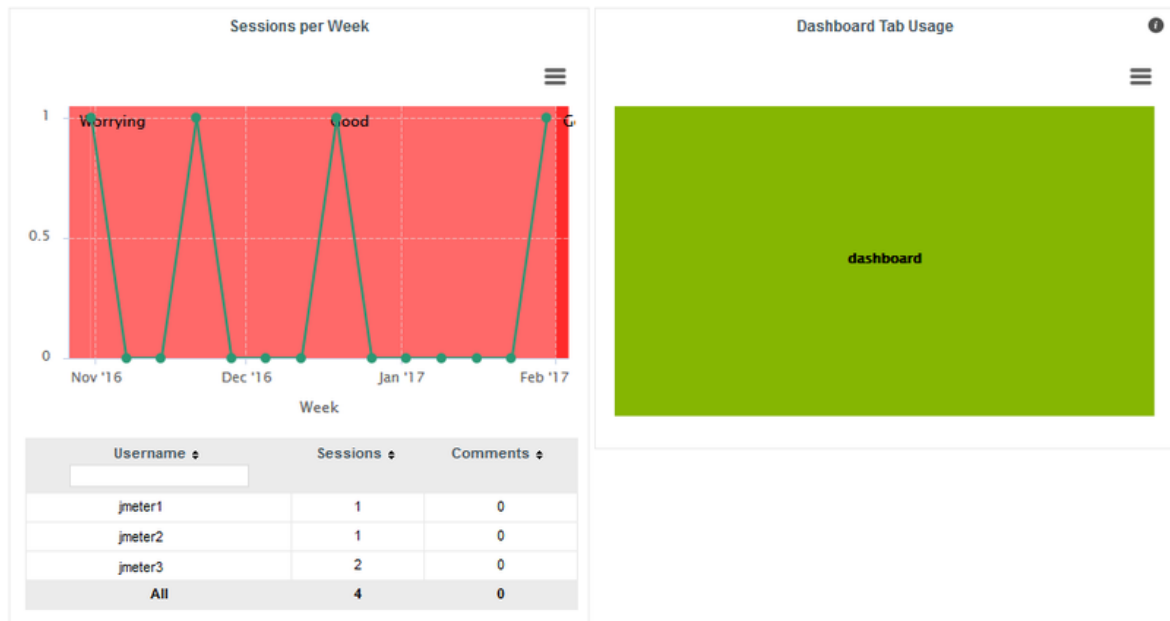 Sessions per Week
1
Worrying
Good
0.5
0
Nov '16
Dec '16
Jan '17
Feb '17
Week
Username Sessions Comments
jmeter1 1 0
jmeter2 1 0
jmeter3 2 0
All 4 0
Dashboard Tab Usage
dashboard